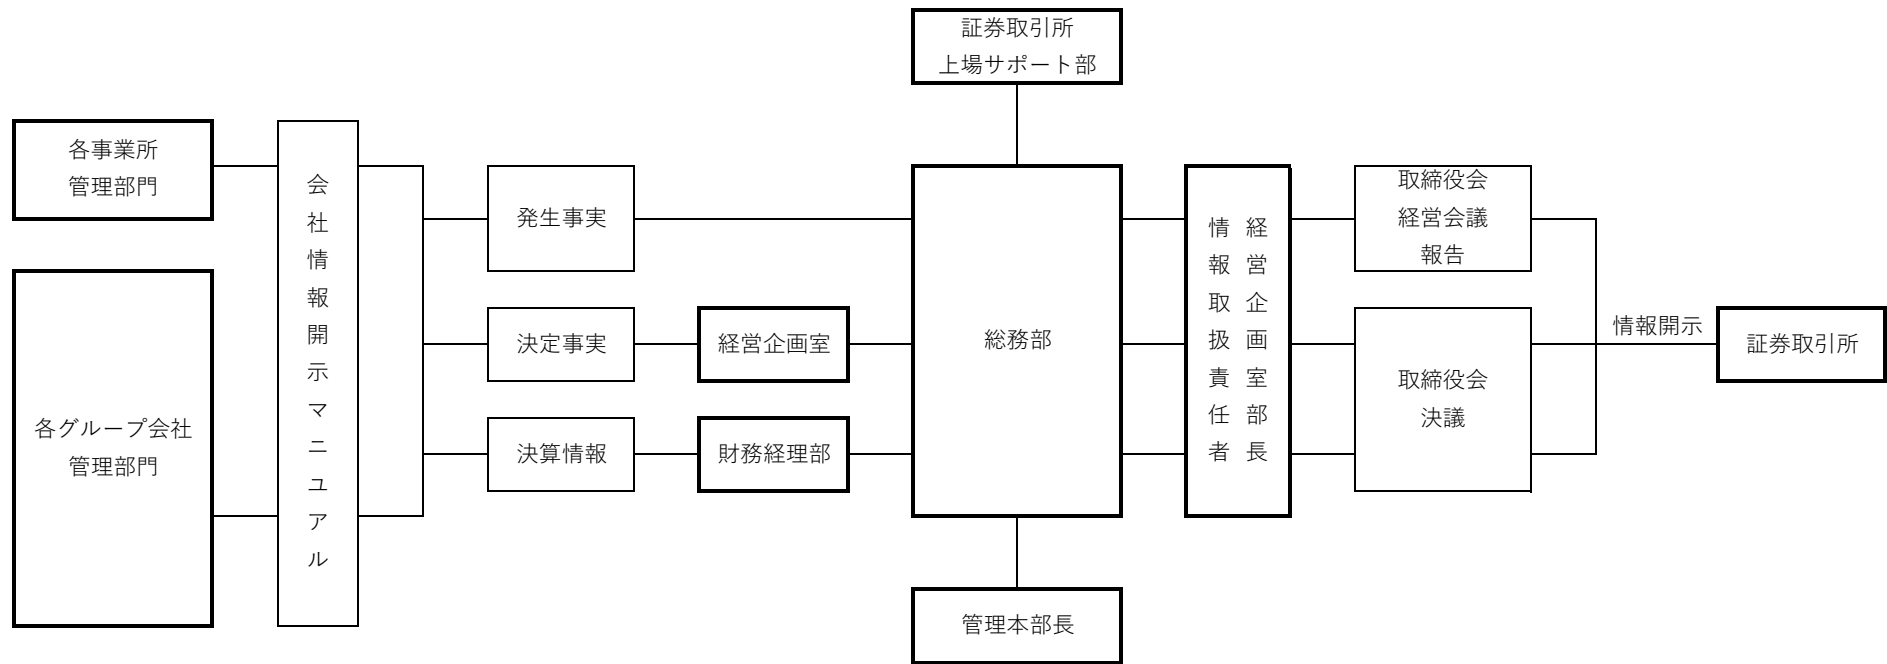 証券取引所
上場サポート部
各事業所
管理部門
各グループ会社
管理部門
会社情報開示マニュアル
発生事実
決定事実
決算情報
経営企画室
財務経理部
総務部
管理本部長
経営企画室部長
情報取扱責任者
取締役会
経営会議
報告
取締役会
決議
情報開示
証券取引所